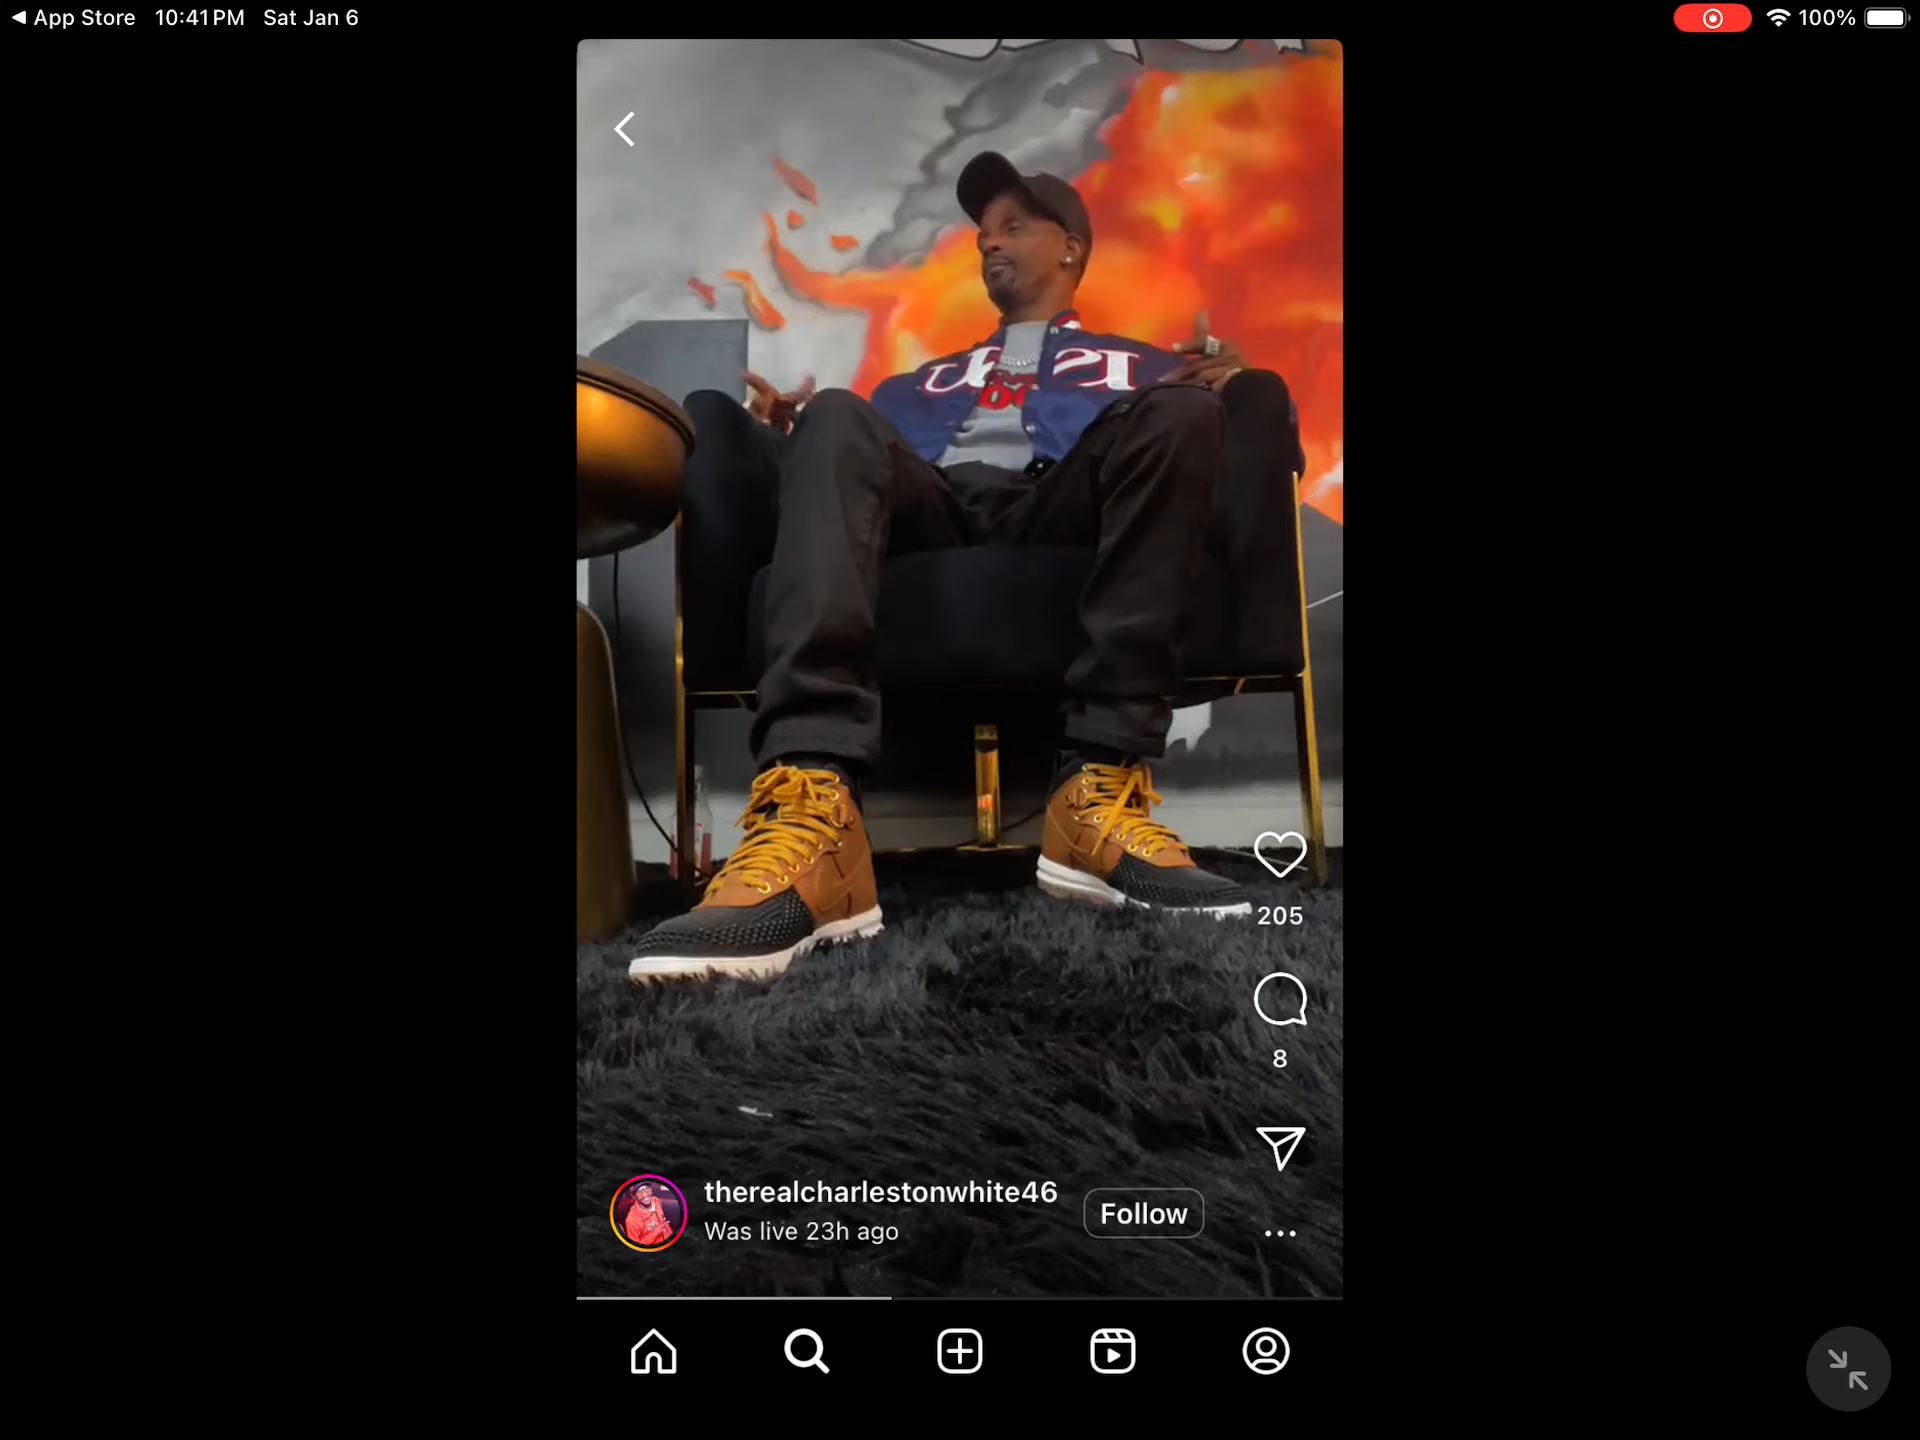 App Store 10:41 PM Sat Jan 6
100%
205
8
therealcharlestonwhite46
Was live 23h ago
Follow